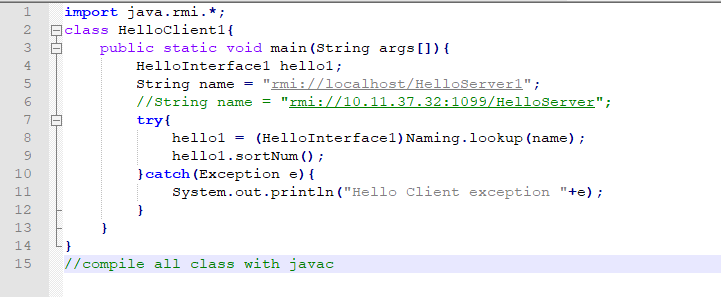 1 import java.rmi.*;
2 class HelloClient1{
3 public static void main(String args[]){
4 HelloInterface1 hello1;
5 String name = "rmi://localhost/HelloServer1";
6 //String name = "rmi://10.11.37.32:1099/HelloServer";
7 try{
8 hello1 = (HelloInterface1)Naming.lookup(name);
9 hello1.sortNum();
10 }catch(Exception e){
11 System.out.println("Hello Client exception "+e);
12 }
13 }
14 }
15 //compile all class with javac